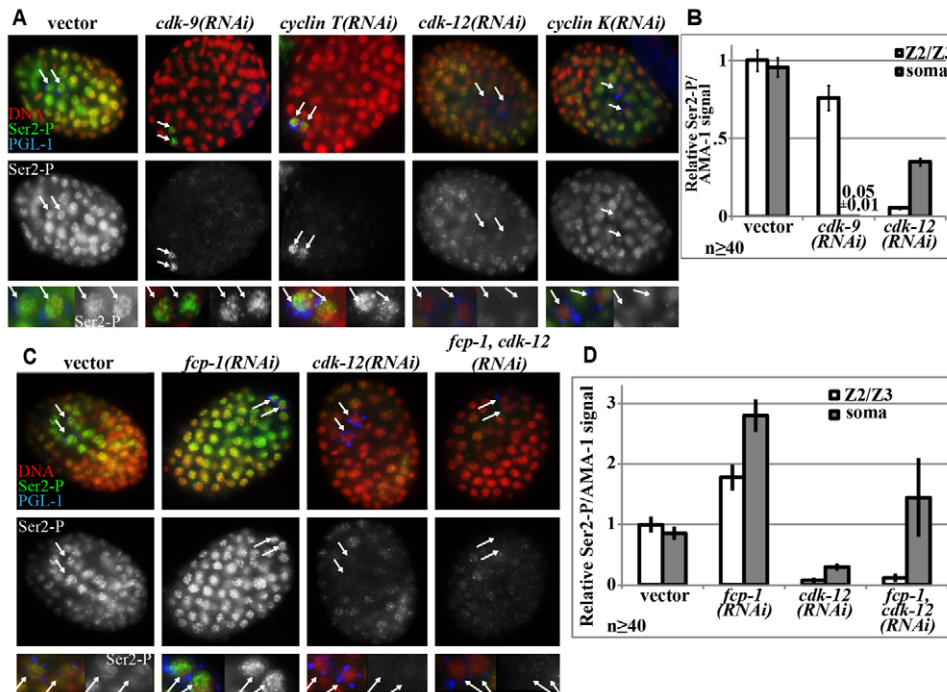 A
vector
cdk-9(RNAi)
cyclin T(RNAi)
cdk-12(RNAi)
cyclin K(RNAi)
DNA
Ser2-P
PGL-1
Ser2-P
Ser2-P
B
Relative Ser2-P/
AMA-1 signal
1
.5
0
Z2/Z3
soma
0.05
±0.01
vector
cdk-9
(RNAi)
cdk-12
(RNAi)
n≥40
C
vector
fcp-1(RNAi)
cdk-12(RNAi)
fcp-1, cdk-12
(RNAi)
DNA
Ser2-P
PGL-1
Ser2-P
Ser2-P
D
Relative Ser2-P/AMA-1 signal
3
2
1
0
Z2/Z3
soma
vector
fcp-1
(RNAi)
cdk-12
(RNAi)
fcp-1,
cdk-12
(RNAi)
n≥40